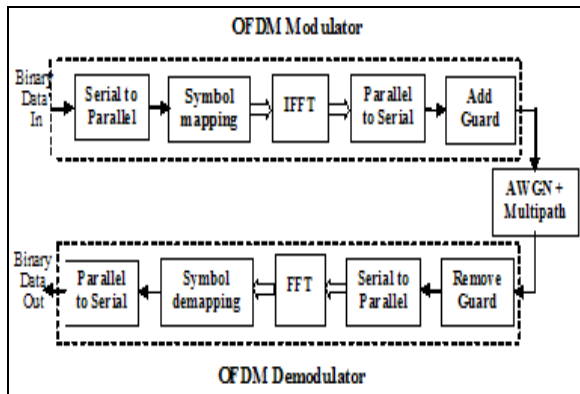 OFDM Modulator
Binary
Data
In
Serial to
Parallel
Symbol
mapping
IFFT
Parallel
to Serial
Add
Guard
AWGN +
Multipath
Binary
Data
Out
Parallel
to Serial
Symbol
demapping
FFT
Serial to
Parallel
Remove
Guard
OFDM Demodulator